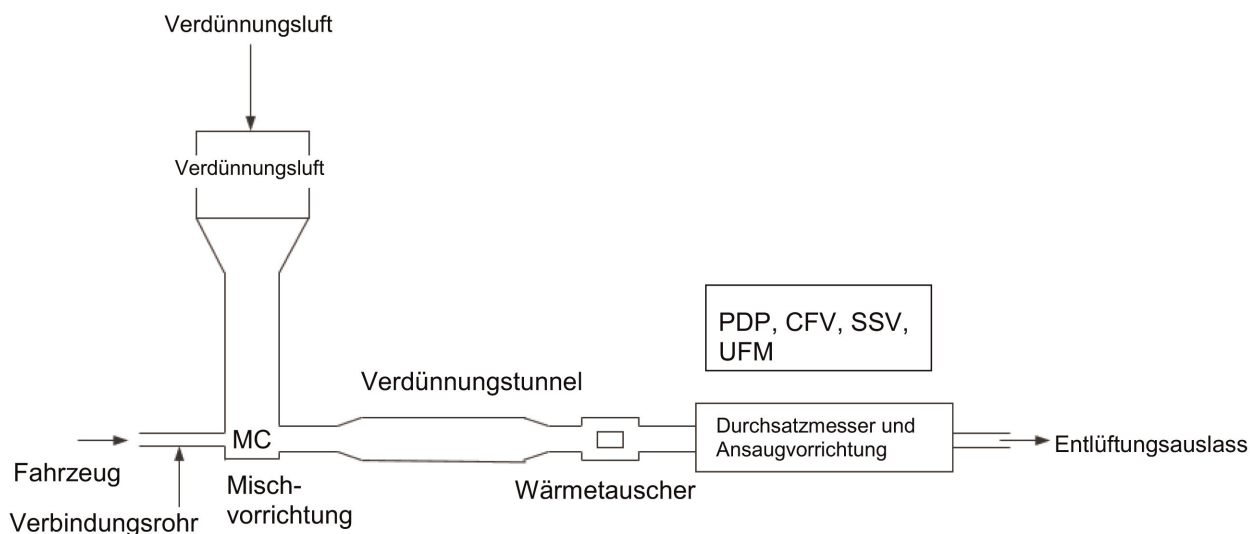 Verdünnungsluft
Verdünnungsluft
PDP, CFV, SSV,
UFM
Verdünnungstunnel
MC
Durchsatzmesser und
Ansaugvorrichtung
Entlüftungsauslass
Fahrzeug
Misch-
vorrichtung
Wärmetauscher
Verbindungsrohr